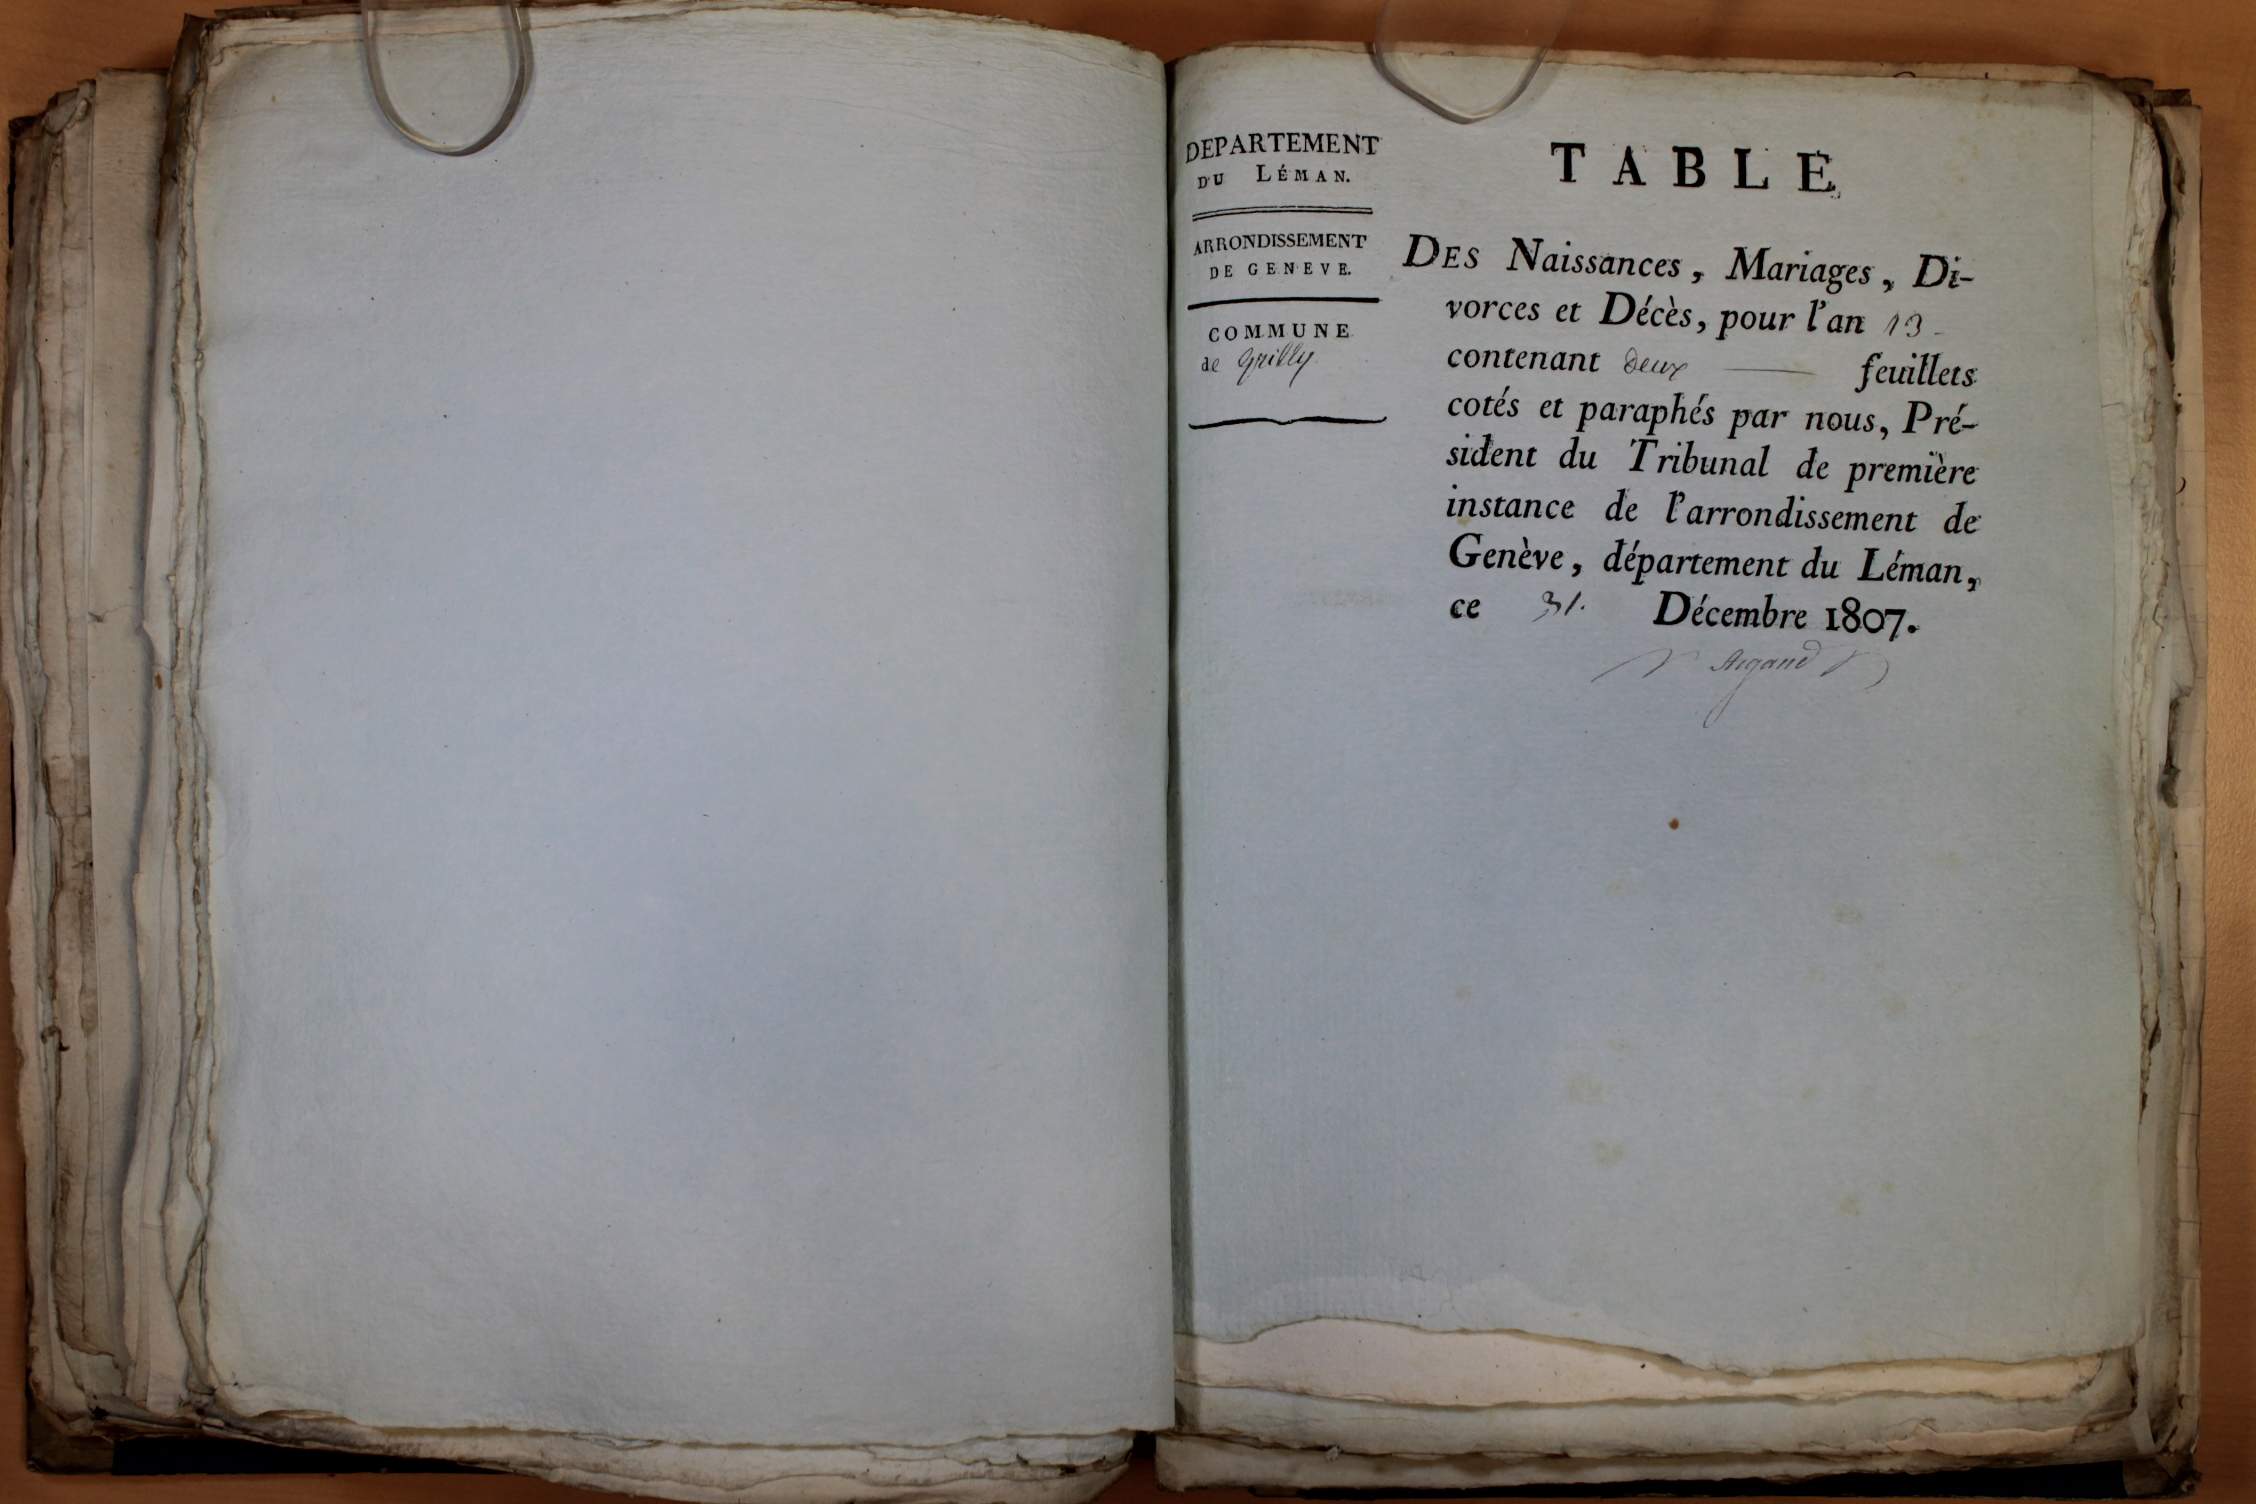 DEPARTEMENT
DU LÉMAN.
ARRONDISSEMENT
DE GENEVE.
COMMUNE
de Grilly
TABLE
DES Naissances, Mariages, Di-
vorces et Décès, pour l'an 13
contenant deux feuillets
cotés et paraphés par nous, Pré-
sident du Tribunal de première
instance de l'arrondissement de
Genève, département du Léman,
ce 31. Décembre 1807.
Argand